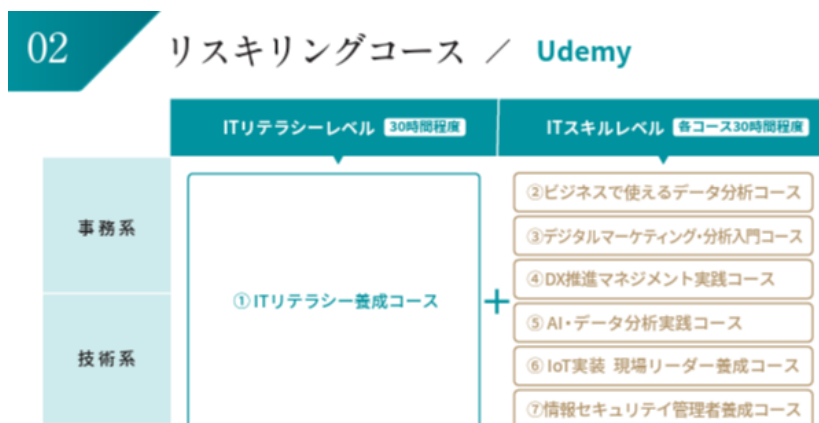 02
リスキリングコース / Udemy
ITリテラシーレベル 30時間程度
ITスキルレベル 各コース30時間程度
事務系
技術系
①ITリテラシー養成コース
+
②ビジネスで使えるデータ分析コース
③デジタルマーケティング・分析入門コース
④DX推進マネジメント実践コース
⑤AI・データ分析実践コース
⑥IoT実装 現場リーダー養成コース
⑦情報セキュリテイ管理者養成コース